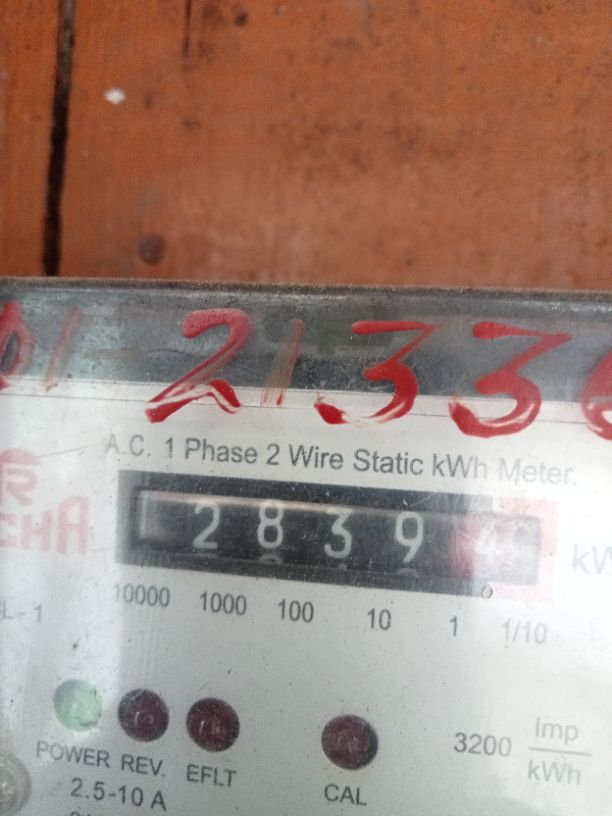 21336
A.C. 1 Phase 2 Wire Static kWh Meter.
2839
10000 1000 100 10 1 1/10
3200 Imp/kWh
POWER REV. EFLT CAL
2.5-10 A